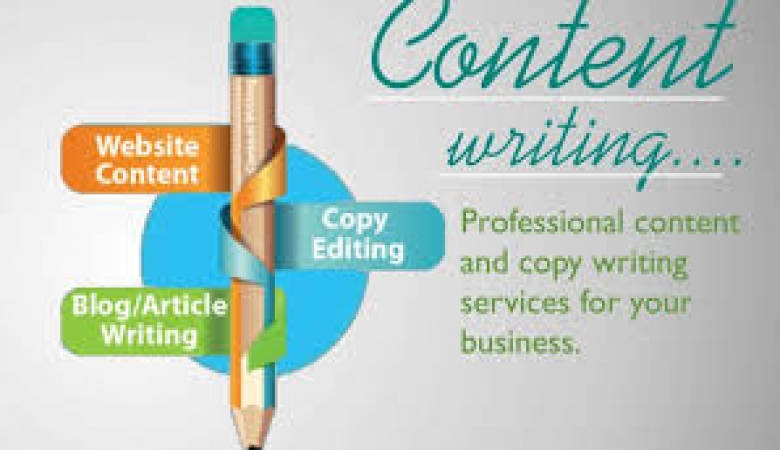 Content
writing....
Website
Content
Copy
Editing
Blog/Article
Writing
Professional content
and copy writing
services for your
business.